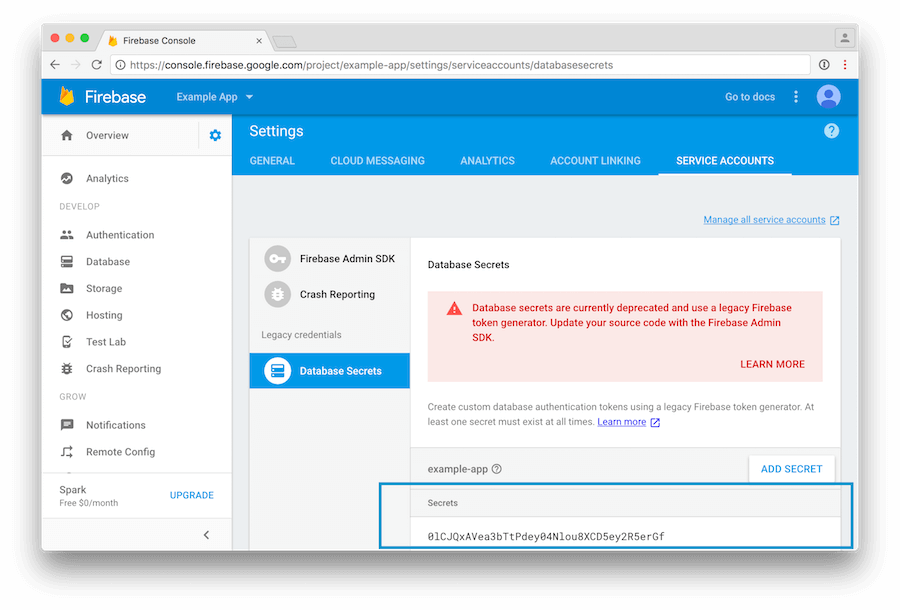 Firebase Console
https://console.firebase.google.com/project/example-app/settings/serviceaccounts/databasesecrets
Firebase
Example App
Go to docs
Overview
Settings
GENERAL
CLOUD MESSAGING
ANALYTICS
ACCOUNT LINKING
SERVICE ACCOUNTS
Analytics
DEVELOP
Authentication
Database
Storage
Hosting
Test Lab
Crash Reporting
GROW
Notifications
Remote Config
Spark
Free $0/month
UPGRADE
Manage all service accounts
Firebase Admin SDK
Crash Reporting
Legacy credentials
Database Secrets
Database Secrets
Database secrets are currently deprecated and use a legacy Firebase
token generator. Update your source code with the Firebase Admin
SDK.
LEARN MORE
Create custom database authentication tokens using a legacy Firebase token generator. At
least one secret must exist at all times. Learn more
example-app
ADD SECRET
Secrets
0lCJQxAVea3bTtPdey04Nlou8XCD5ey2R5erGf